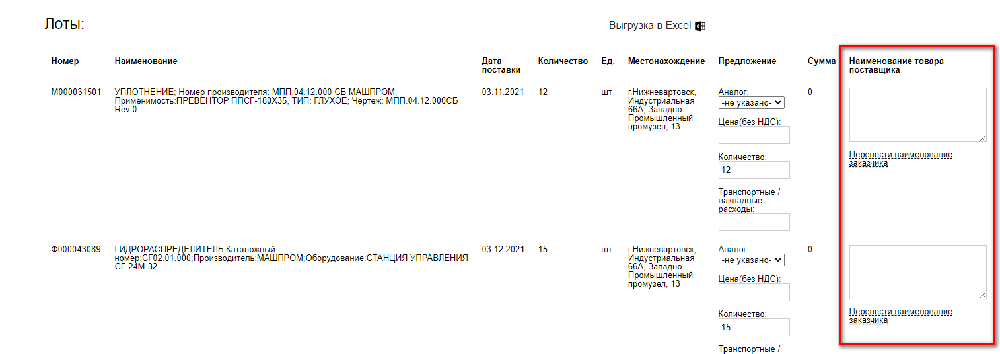 Лоты:
Выгрузка в Excel
Номер
Наименование
Дата
поставки
Количество
Ед.
Местонахождение
Предложение
Сумма
Наименование товара
поставщика
М000031501
УПЛОТНЕНИЕ; Номер производителя: МПП.04.12.000 СБ МАШПРОМ;
Применимость:ПРЕВЕНТОР ППСГ-180Х35, ТИП: ГЛУХОЕ; Чертеж: МПП.04.12.000СБ
Rev:0
03.11.2021
12
шт
г.Нижневартовск,
Индустриальная
66А, Западно-
Промышленный
промузел, 13
Аналог:
-не указано-
Цена(без НДС):
Количество:
12
Транспортные /
накладные
расходы:
0
Перенести наименование
заказчика
Ф000043089
ГИДРОРАСПРЕДЕЛИТЕЛЬ;Каталожный
номер:СГ02.01.000;Производитель:МАШПРОМ;Оборудование:СТАНЦИЯ УПРАВЛЕНИЯ
СГ-24М-32
03.12.2021
15
шт
г.Нижневартовск,
Индустриальная
66А, Западно-
Промышленный
промузел, 13
Аналог:
-не указано-
Цена(без НДС):
Количество:
15
Транспортные /
0
Перенести наименование
заказчика